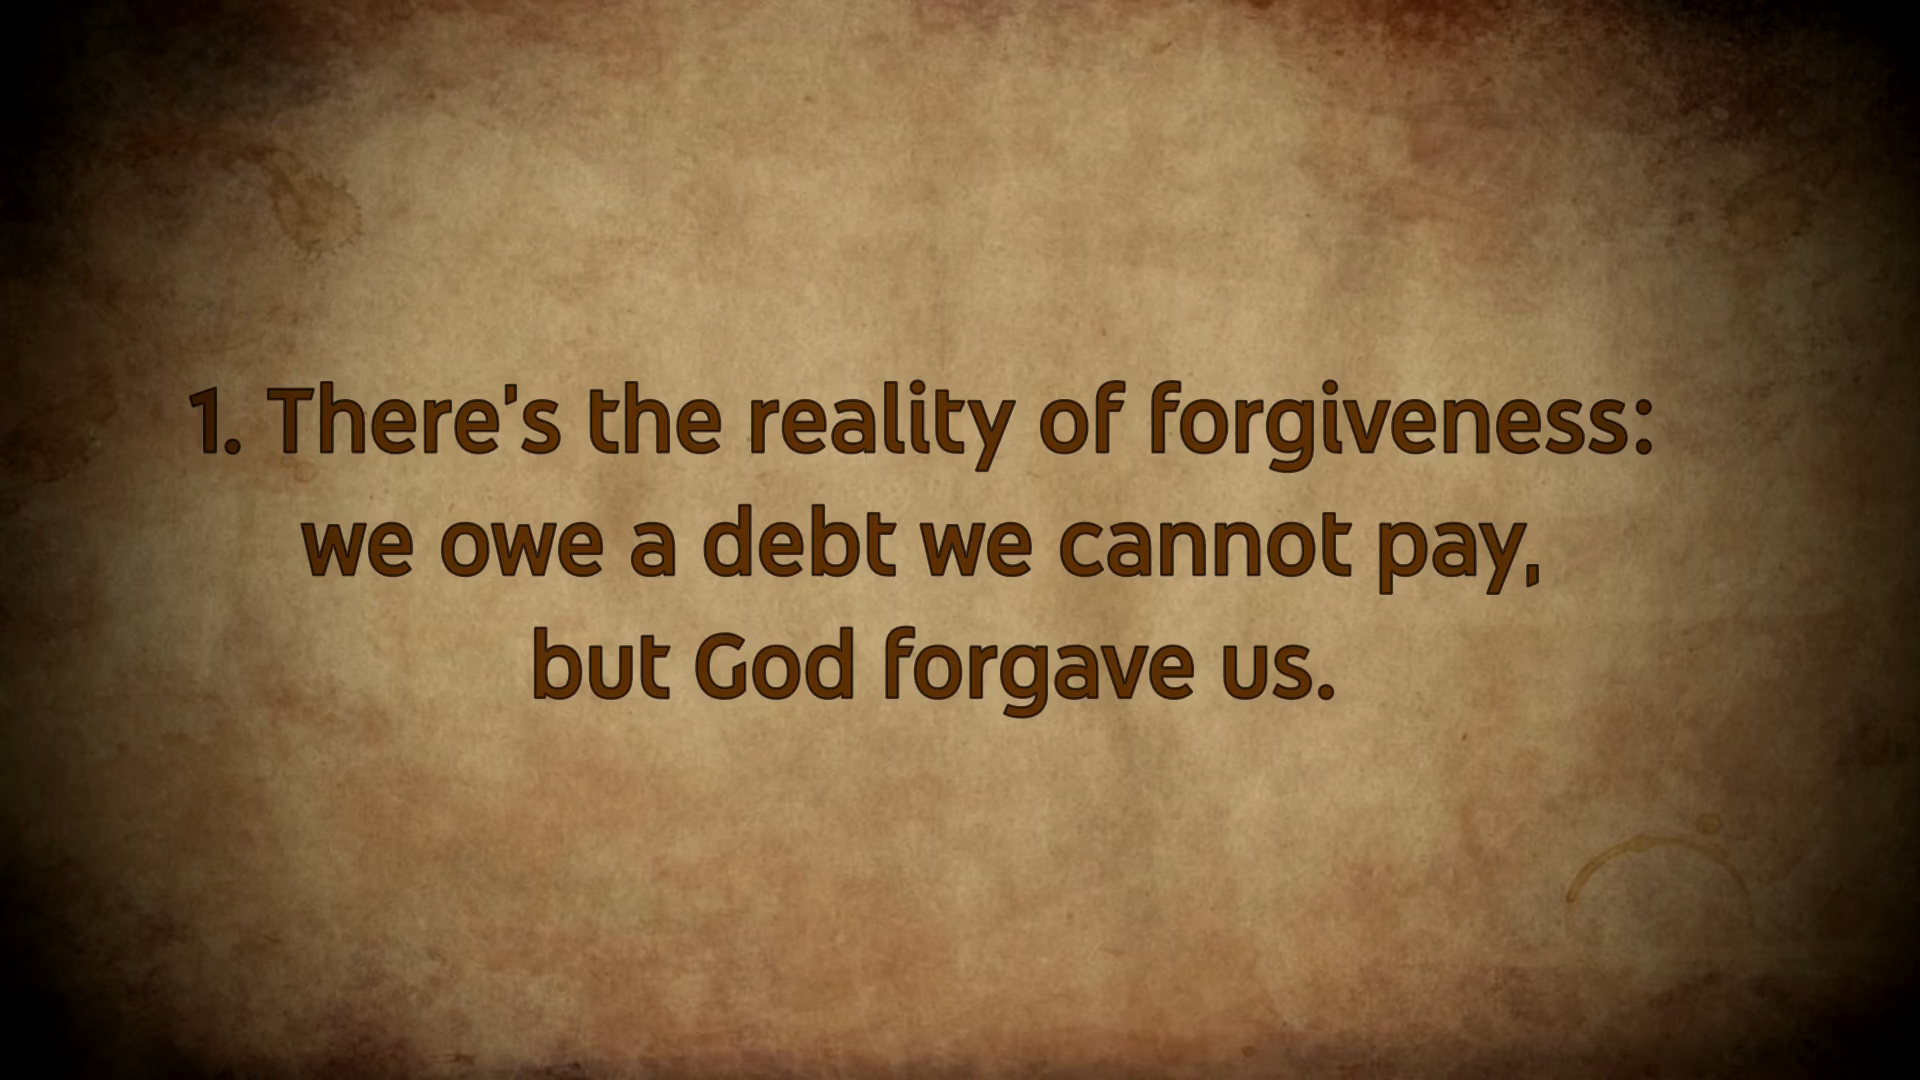 1. There's the reality of forgiveness:
we owe a debt we cannot pay,
but God forgave us.